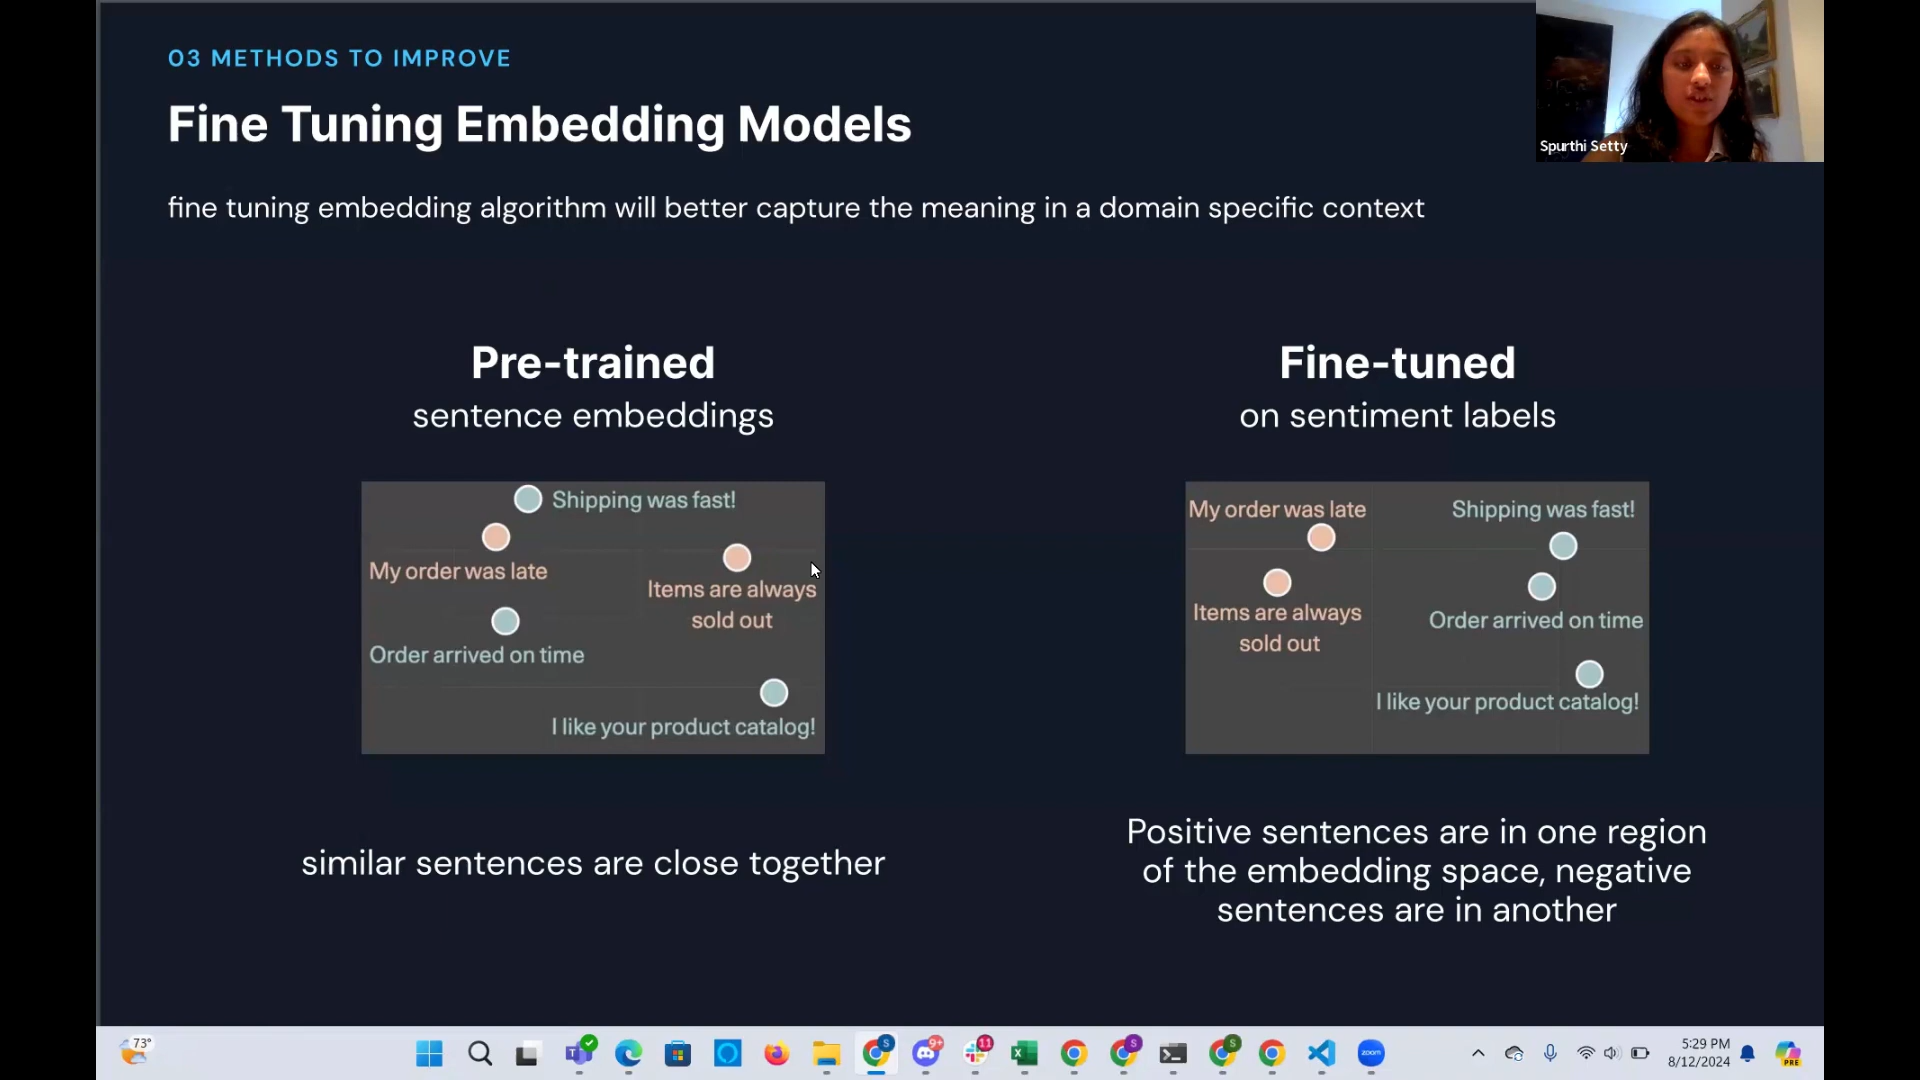 03 METHODS TO IMPROVE
Fine Tuning Embedding Models
fine tuning embedding algorithm will better capture the meaning in a domain specific context
Spurthi Setty
Pre-trained
sentence embeddings
Shipping was fast!
My order was late
Items are always
sold out
Order arrived on time
I like your product catalog!
similar sentences are close together
Fine-tuned
on sentiment labels
My order was late
Shipping was fast!
Items are always
sold out
Order arrived on time
I like your product catalog!
Positive sentences are in one region
of the embedding space, negative
sentences are in another
73°
S
9+
11
S
S
zoom
5:29 PM
8/12/2024
PRE